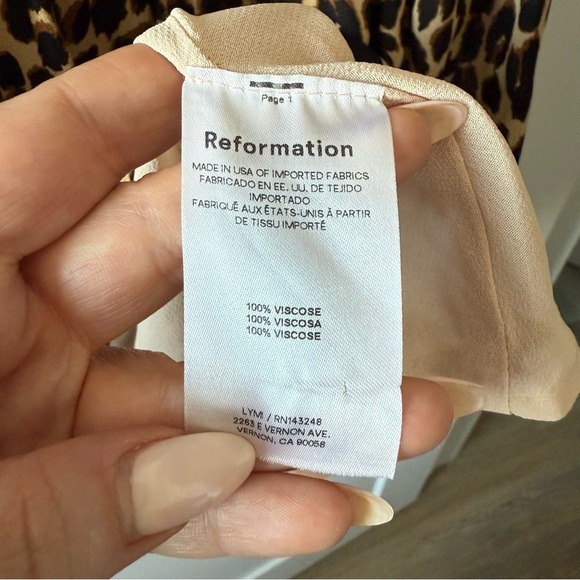 Page 1
Reformation
MADE IN USA OF IMPORTED FABRICS
FABRICADO EN EE. UU. DE TEJIDO
IMPORTADO
FABRIQUÉ AUX ÉTATS-UNIS À PARTIR
DE TISSU IMPORTÉ
100% VISCOSE
100% VISCOSA
100% VISCOSE
LYMI / RN143248
2263 E VERNON AVE.
VERNON, CA 90058